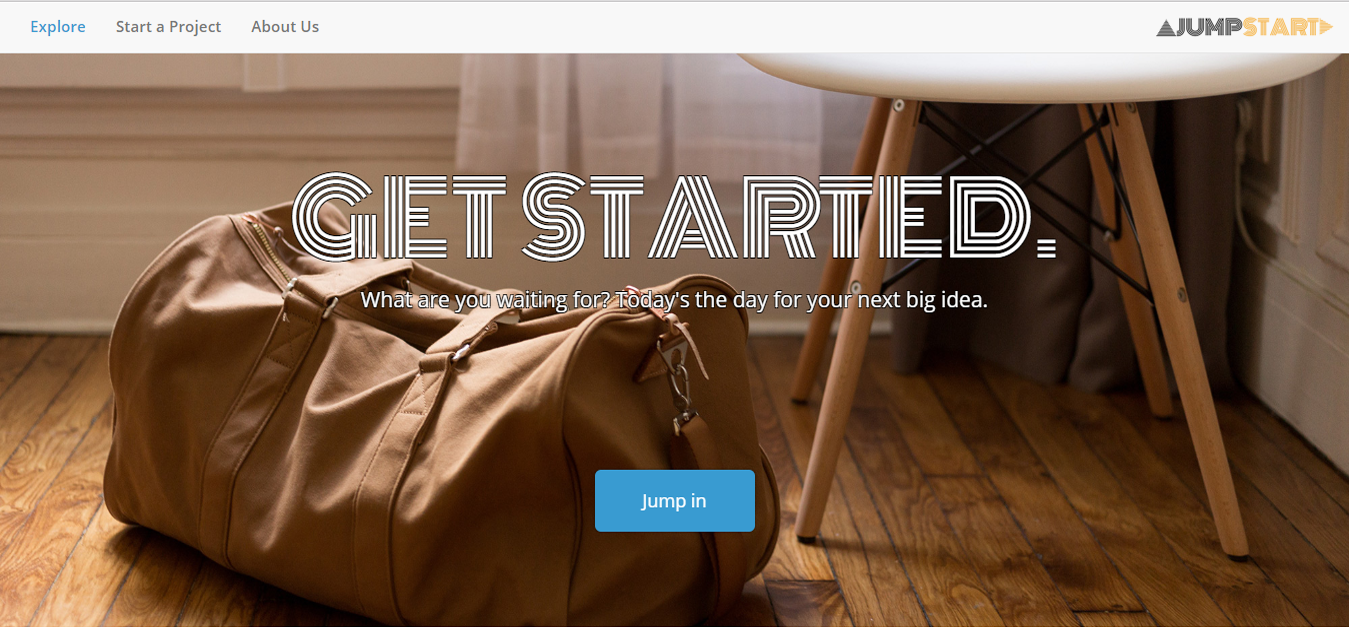 Explore Start a Project About Us JUMPSTART
GET STARTED.
What are you waiting for? Today's the day for your next big idea.
Jump in